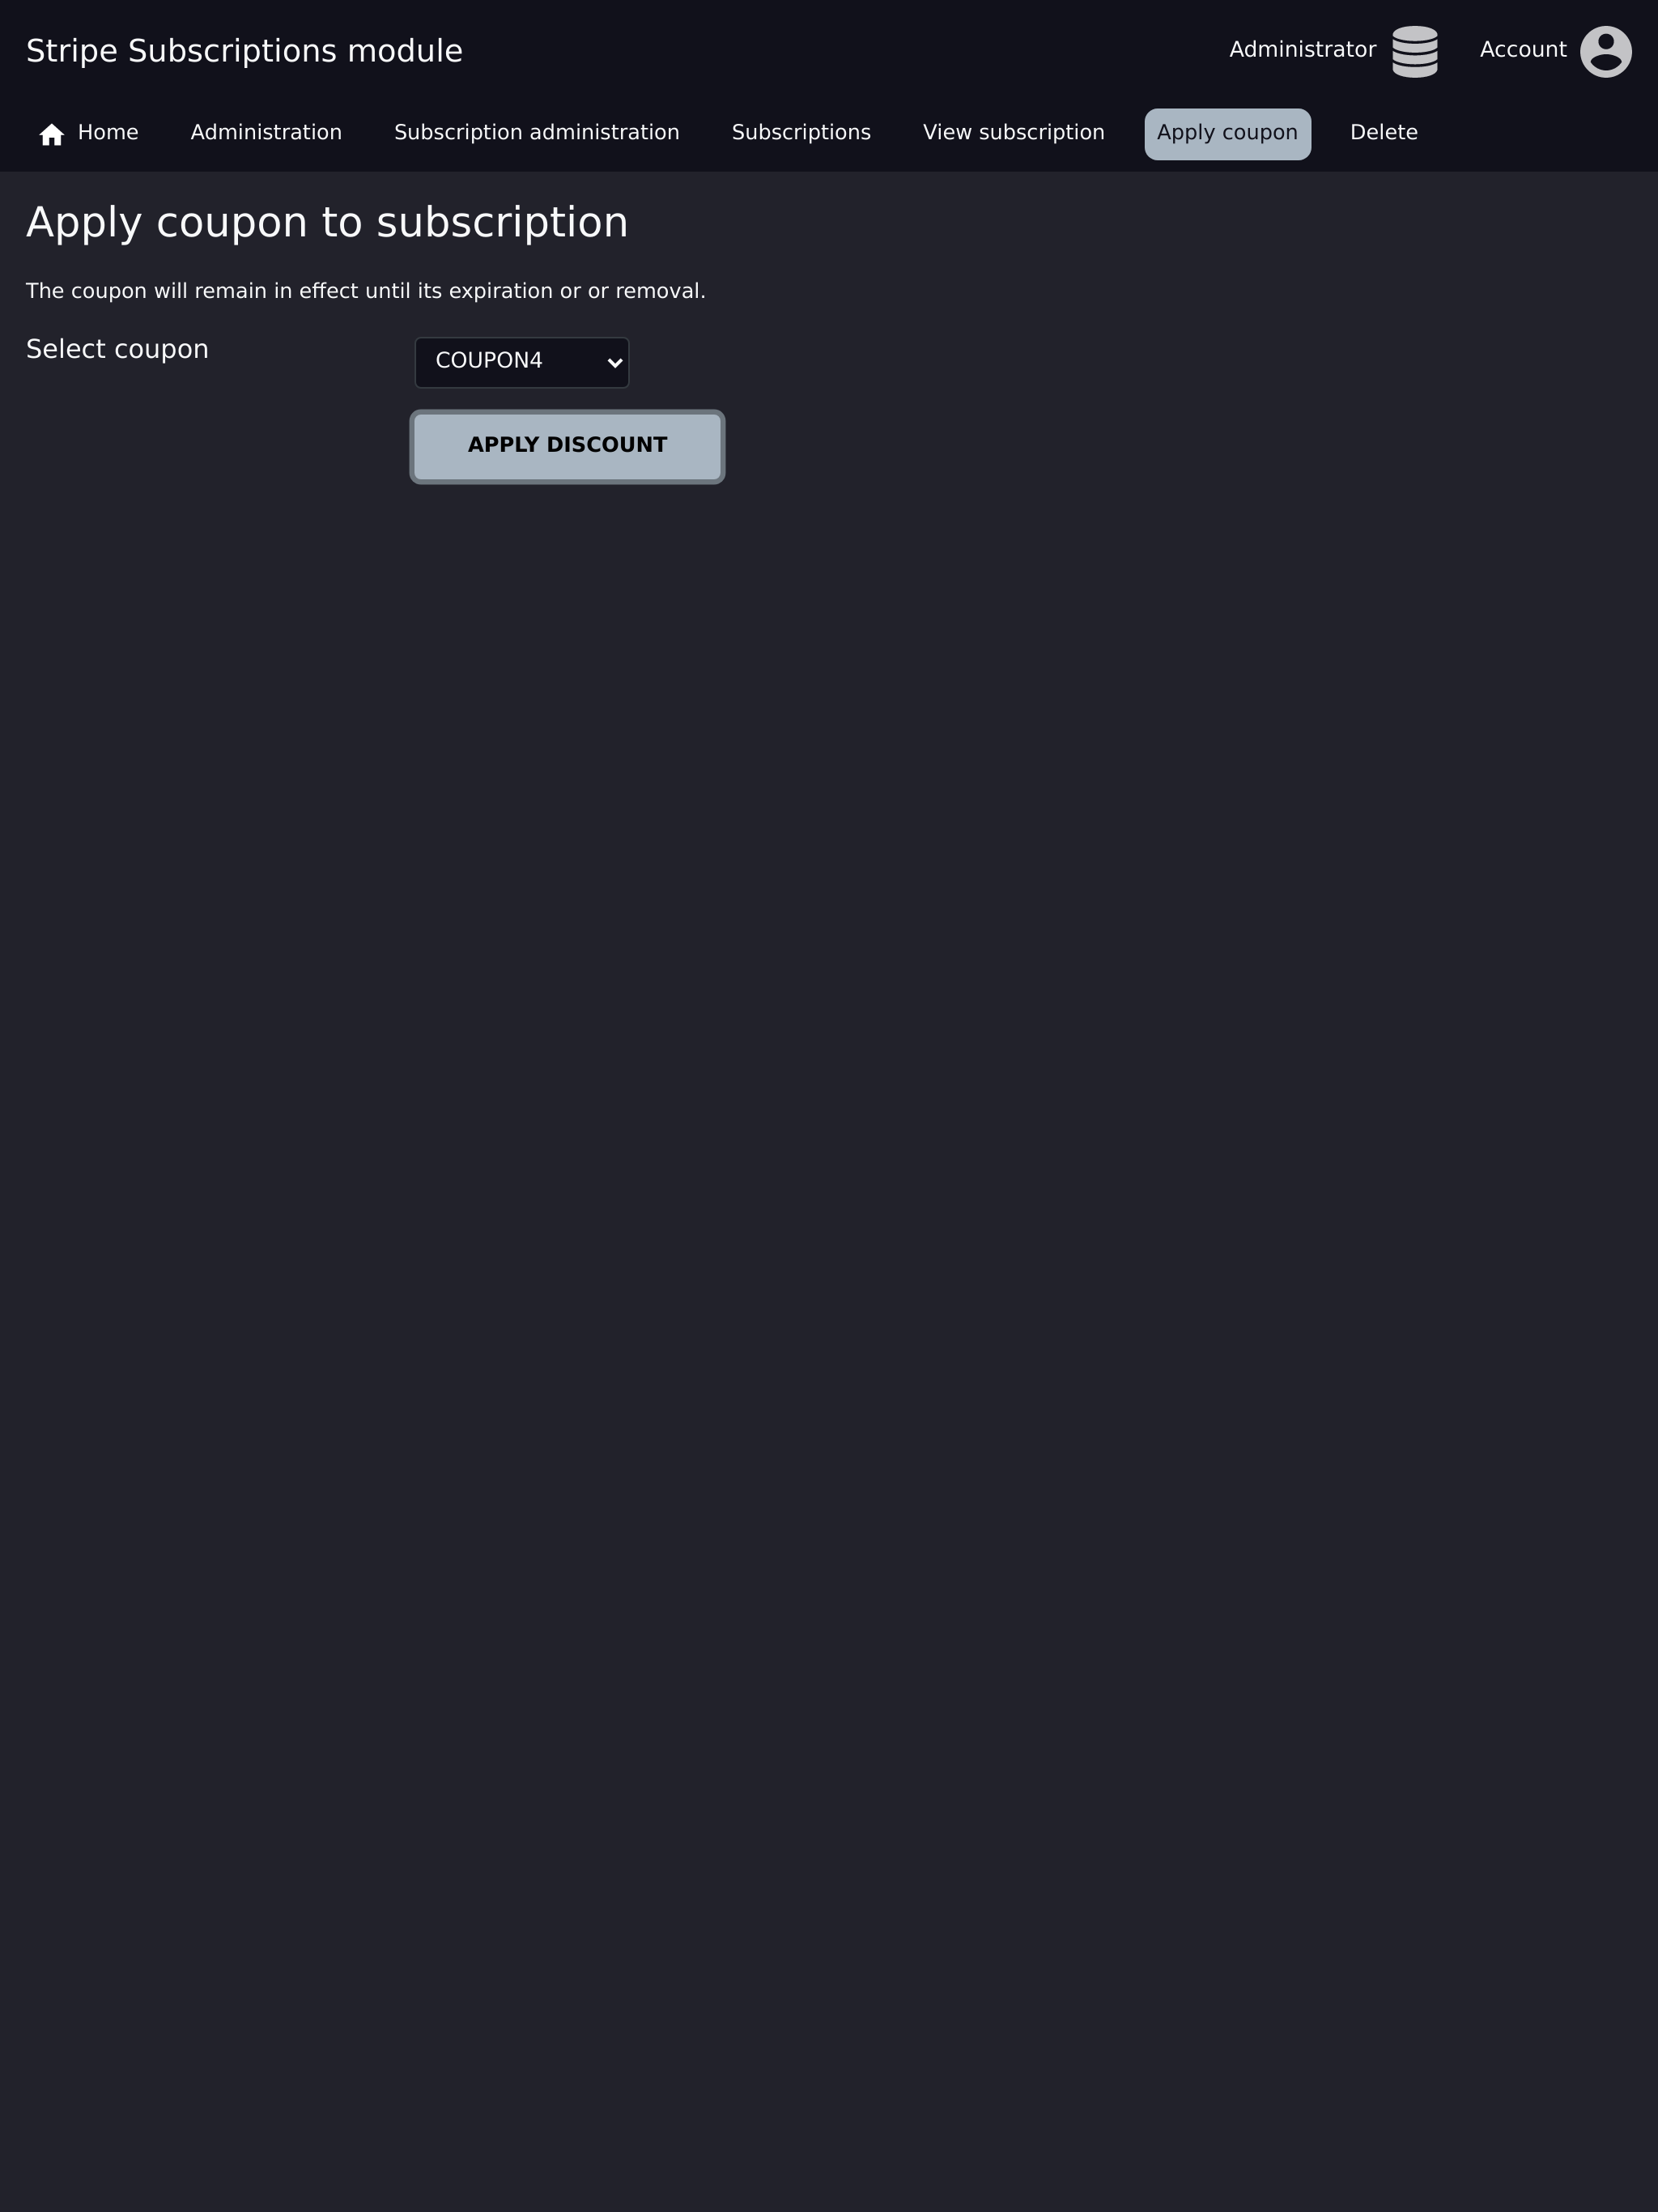 Stripe Subscriptions module
Administrator
Account
Home
Administration
Subscription administration
Subscriptions
View subscription
Apply coupon
Delete
Apply coupon to subscription
The coupon will remain in effect until its expiration or or removal.
Select coupon
COUPON4
APPLY DISCOUNT